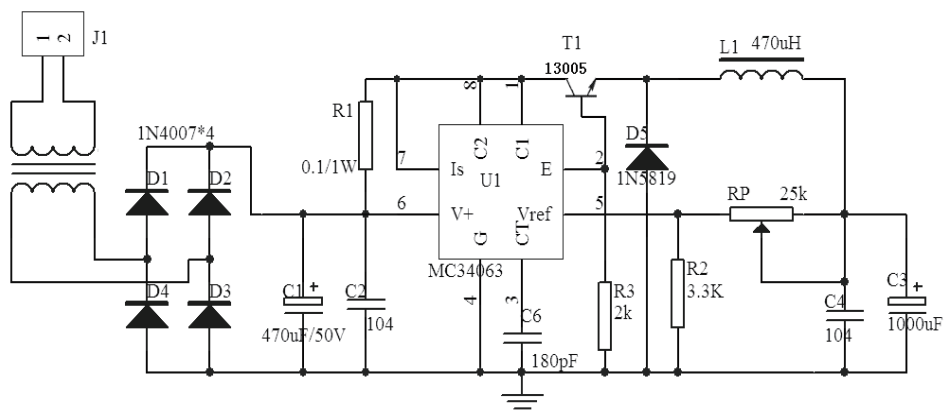 1 2 J1
T1
13005
L1 470uH
1N4007*4
R1
0.1/1W
8
1
C2
C1
7
Is
U1
E
2
D5
1N5819
D1
D2
6
V+
Vref
5
RP
25k
G
CT
MC34063
4
3
D4
D3
C1
+
470uF/50V
C2
104
C6
180pF
R3
2k
R2
3.3K
C4
104
C3
+
1000uF